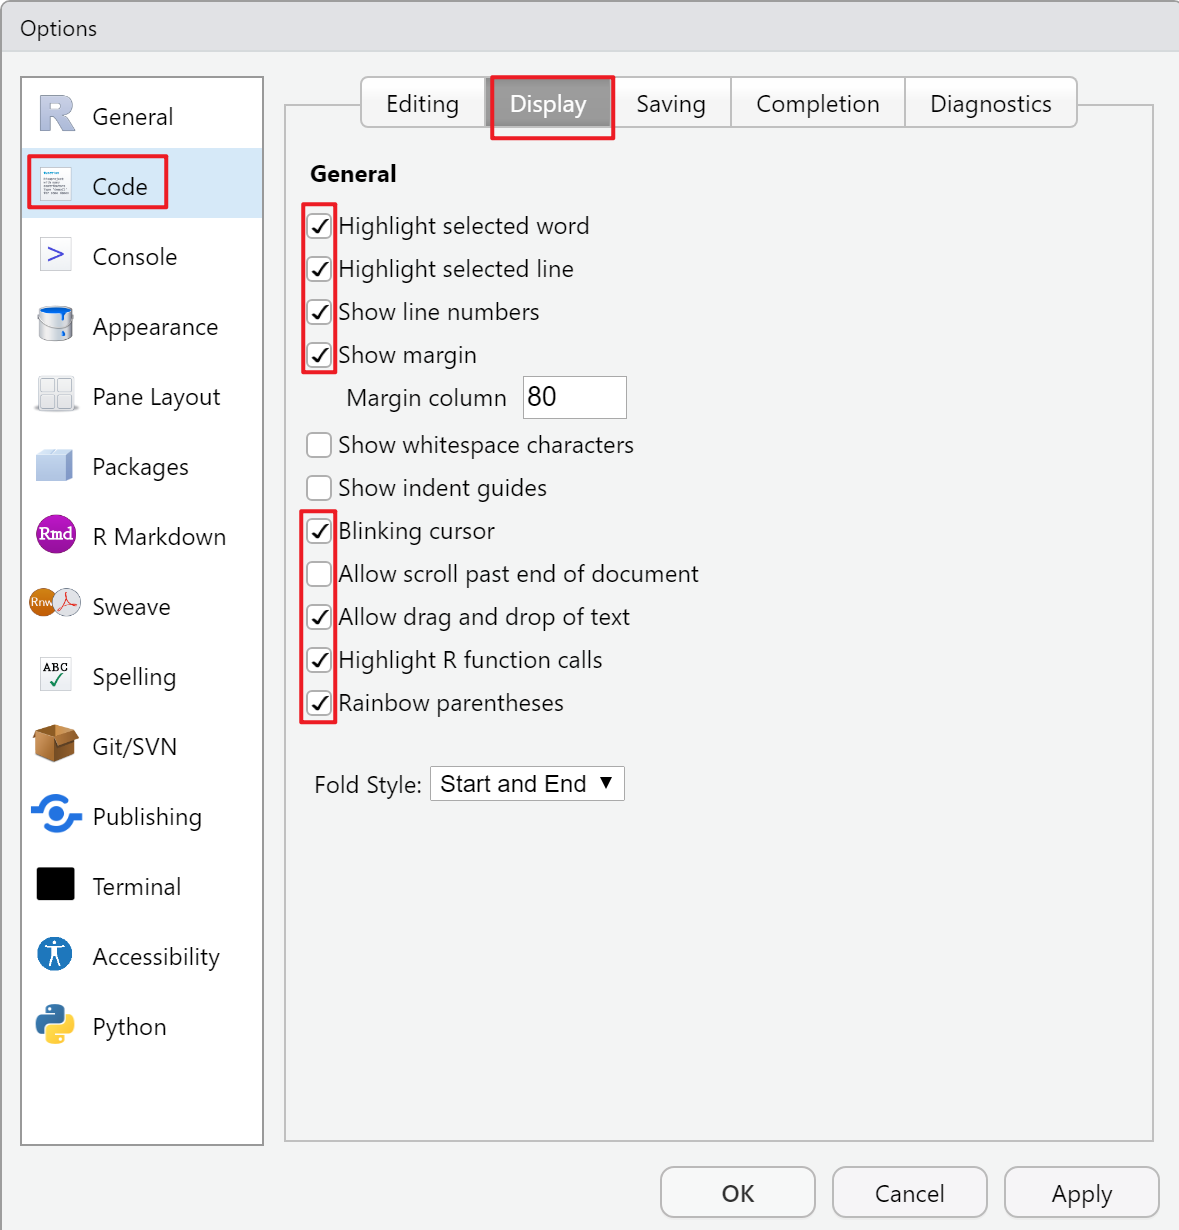 Options
General
Code
Console
Appearance
Pane Layout
Packages
Rmd R Markdown
Rnw Sweave
ABC Spelling
Git/SVN
Publishing
Terminal
Accessibility
Python
Editing Display Saving Completion Diagnostics
General
Highlight selected word
Highlight selected line
Show line numbers
Show margin
Margin column 80
Show whitespace characters
Show indent guides
Blinking cursor
Allow scroll past end of document
Allow drag and drop of text
Highlight R function calls
Rainbow parentheses
Fold Style: Start and End
OK Cancel Apply